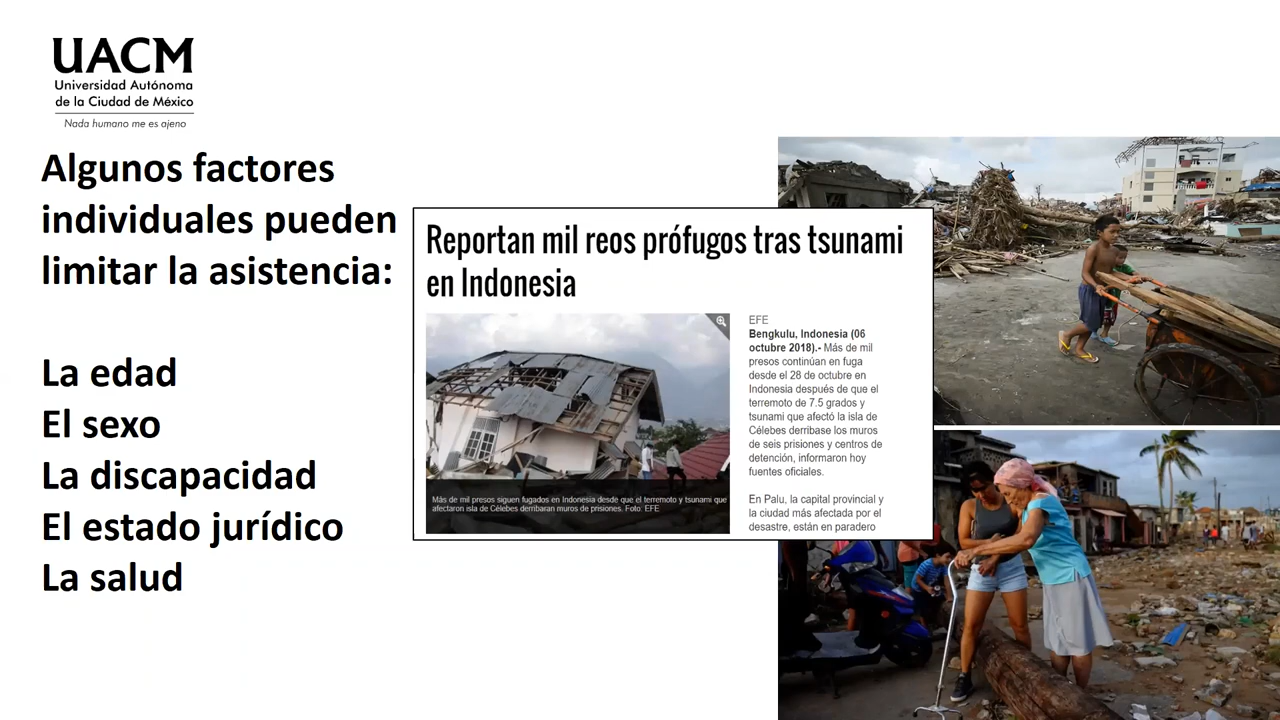 UACM
Universidad Autónoma
de la Ciudad de México
Nada humano me es ajeno
Algunos factores
individuales pueden
limitar la asistencia:
La edad
El sexo
La discapacidad
El estado jurídico
La salud
Reportan mil reos prófugos tras tsunami
en Indonesia
Más de mil presos siguen fugados en Indonesia desde que el terremoto y tsunami que
afectaron isla de Célebes derribaran muros de prisiones. Foto: EFE
EFE
Bengkulu, Indonesia (06
octubre 2018).- Más de mil
presos continúan en fuga
desde el 28 de octubre en
Indonesia después de que el
terremoto de 7.5 grados y
tsunami que afectó la isla de
Célebes derribase los muros
de seis prisiones y centros de
detención, informaron hoy
fuentes oficiales.
En Palu, la capital provincial y
la ciudad más afectada por el
desastre, están en paradero